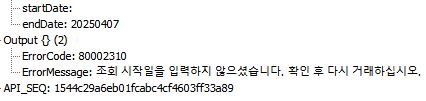 startDate:
endDate: 20250407
Output {} (2)
ErrorCode: 80002310
ErrorMessage: 조회 시작일을 입력하지 않으셨습니다. 확인 후 다시 거래하십시오.
API_SEQ: 1544c29a6eb01fcabc4cf4603ff33a89